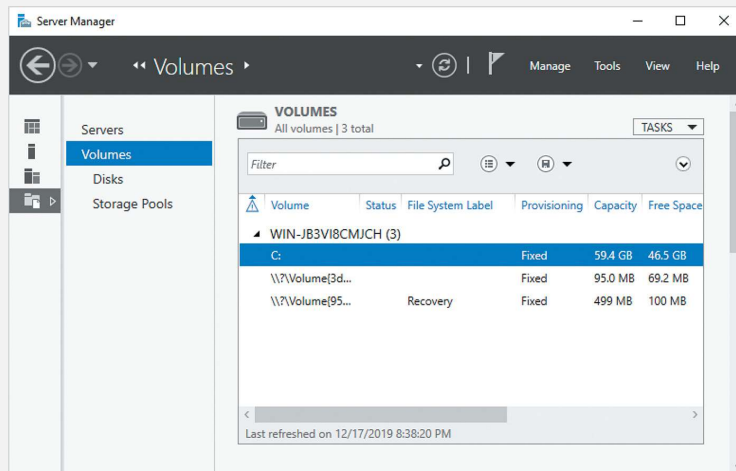 Server Manager
Volumes
Manage Tools View Help
Servers
Volumes
Disks
Storage Pools
VOLUMES
All volumes | 3 total
TASKS
Filter
Volume Status File System Label Provisioning Capacity Free Space
WIN-JB3VI8CMJCH (3)
C: Fixed 59.4 GB 46.5 GB
\\?\Volume{3d... Fixed 95.0 MB 69.2 MB
\\?\Volume{95... Recovery Fixed 499 MB 100 MB
Last refreshed on 12/17/2019 8:38:20 PM